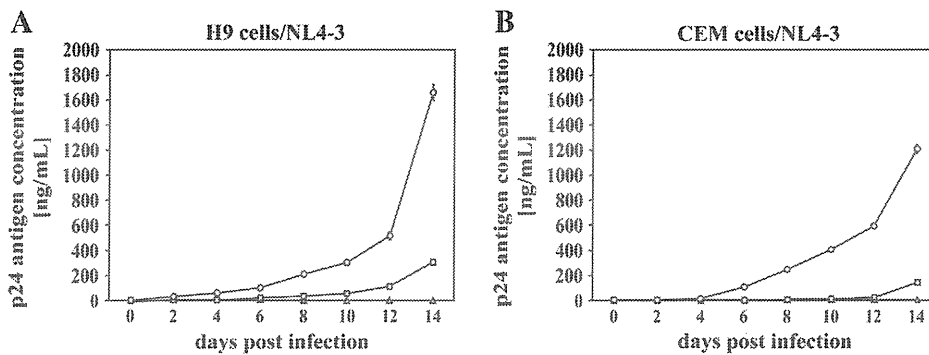 A
H9 cells/NL4-3
p24 antigen concentration
[ng/mL]
2000
1800
1600
1400
1200
1000
800
600
400
200
0
0 2 4 6 8 10 12 14
days post infection
B
CEM cells/NL4-3
p24 antigen concentration
[ng/mL]
2000
1800
1600
1400
1200
1000
800
600
400
200
0
0 2 4 6 8 10 12 14
days post infection